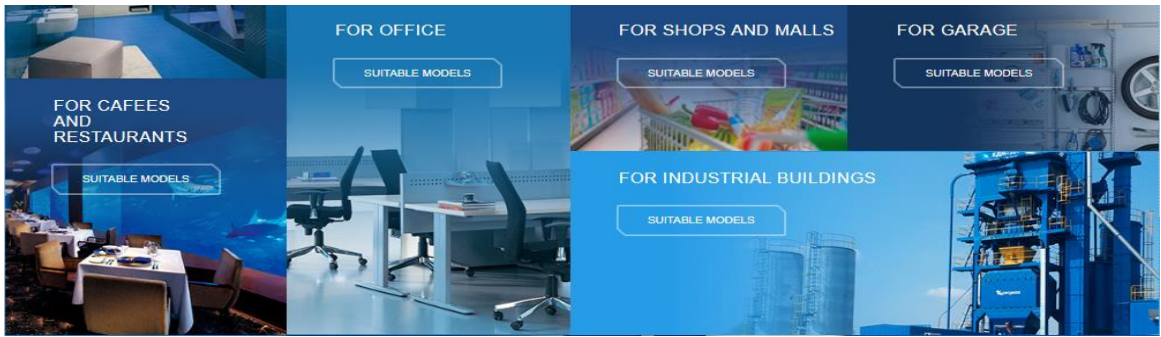 FOR OFFICE
SUITABLE MODELS
FOR SHOPS AND MALLS
SUITABLE MODELS
FOR GARAGE
SUITABLE MODELS
FOR CAFEES
AND
RESTAURANTS
SUITABLE MODELS
FOR INDUSTRIAL BUILDINGS
SUITABLE MODELS